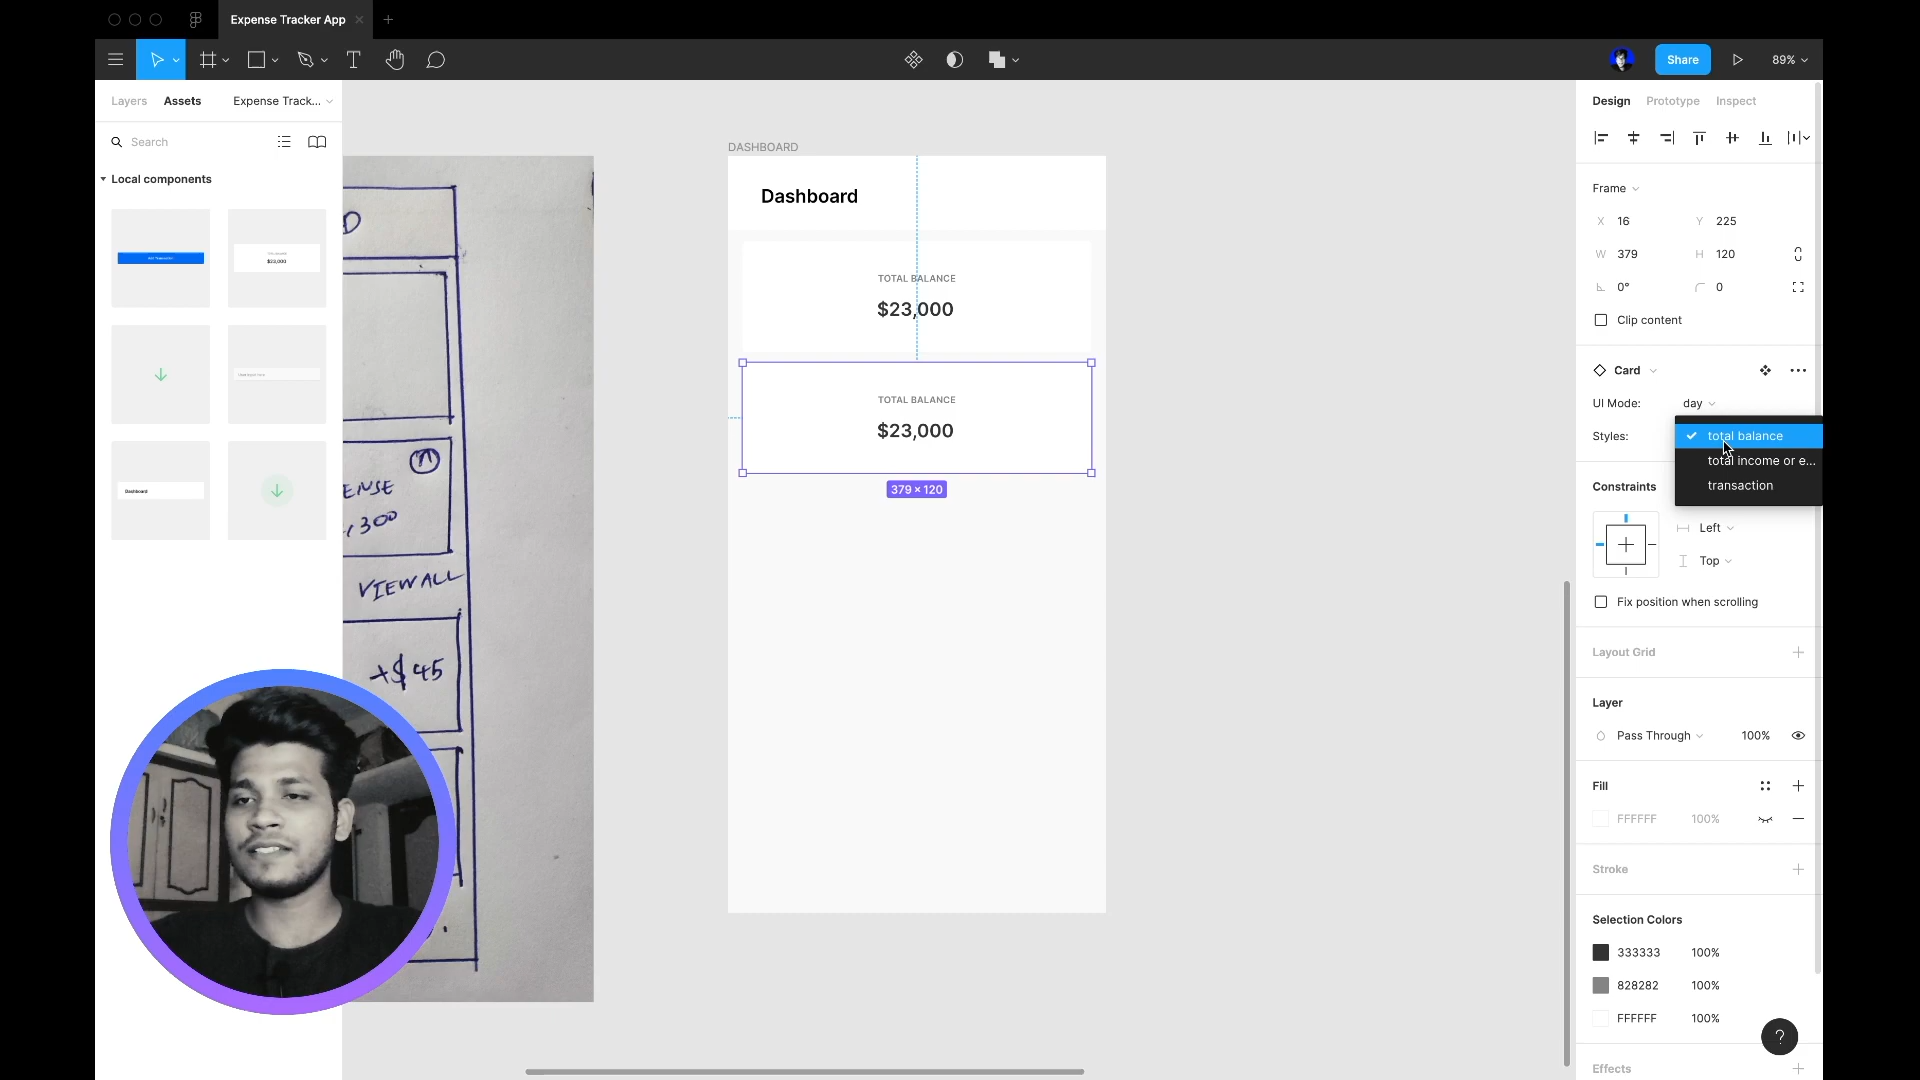 Expense Tracker App
Share
89%
Layers
Assets
Expense Track...
Search
Local components
$23,000
Dashboard
D
ENSE
300
VIEW ALL
+$45
DASHBOARD
Dashboard
TOTAL BALANCE
$23,000
TOTAL BALANCE
$23,000
379 × 120
Design
Prototype
Inspect
Frame
X 16
Y 225
W 379
H 120
0°
0
Clip content
Card
UI Mode:
day
Styles:
total balance
total income or e...
transaction
Constraints
Left
Top
Fix position when scrolling
Layout Grid
Layer
Pass Through
100%
Fill
FFFFFF
100%
Stroke
Selection Colors
333333
100%
828282
100%
FFFFFF
100%
?
Effects